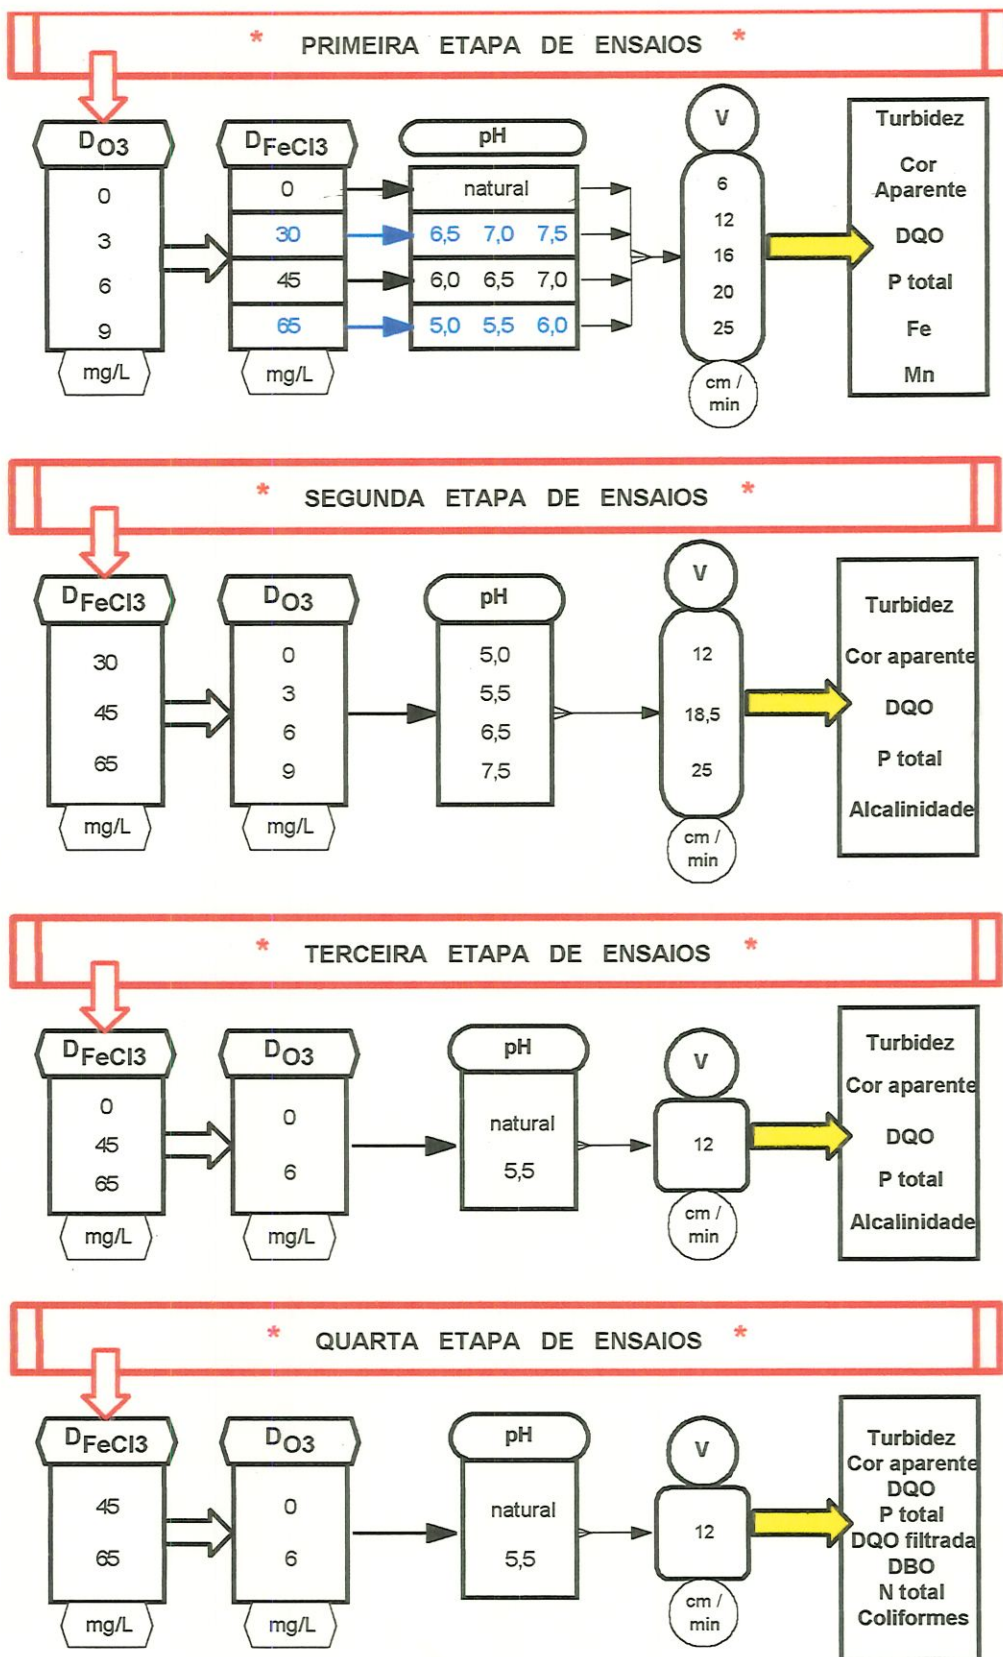 * PRIMEIRA ETAPA DE ENSAIOS *
DO3
0
3
6
9
mg/L
DFeCl3
0
30
45
65
mg/L
pH
natural
6,5 7,0 7,5
6,0 6,5 7,0
5,0 5,5 6,0
V
6
12
16
20
25
cm /
min
Turbidez
Cor
Aparente
DQO
P total
Fe
Mn
* SEGUNDA ETAPA DE ENSAIOS *
DFeCl3
30
45
65
mg/L
DO3
0
3
6
9
mg/L
pH
5,0
5,5
6,5
7,5
V
12
18,5
25
cm /
min
Turbidez
Cor aparente
DQO
P total
Alcalinidade
* TERCEIRA ETAPA DE ENSAIOS *
DFeCl3
0
45
65
mg/L
DO3
0
6
mg/L
pH
natural
5,5
V
12
cm /
min
Turbidez
Cor aparente
DQO
P total
Alcalinidade
* QUARTA ETAPA DE ENSAIOS *
DFeCl3
45
65
mg/L
DO3
0
6
mg/L
pH
natural
5,5
V
12
cm /
min
Turbidez
Cor aparente
DQO
P total
DQO filtrada
DBO
N total
Coliformes